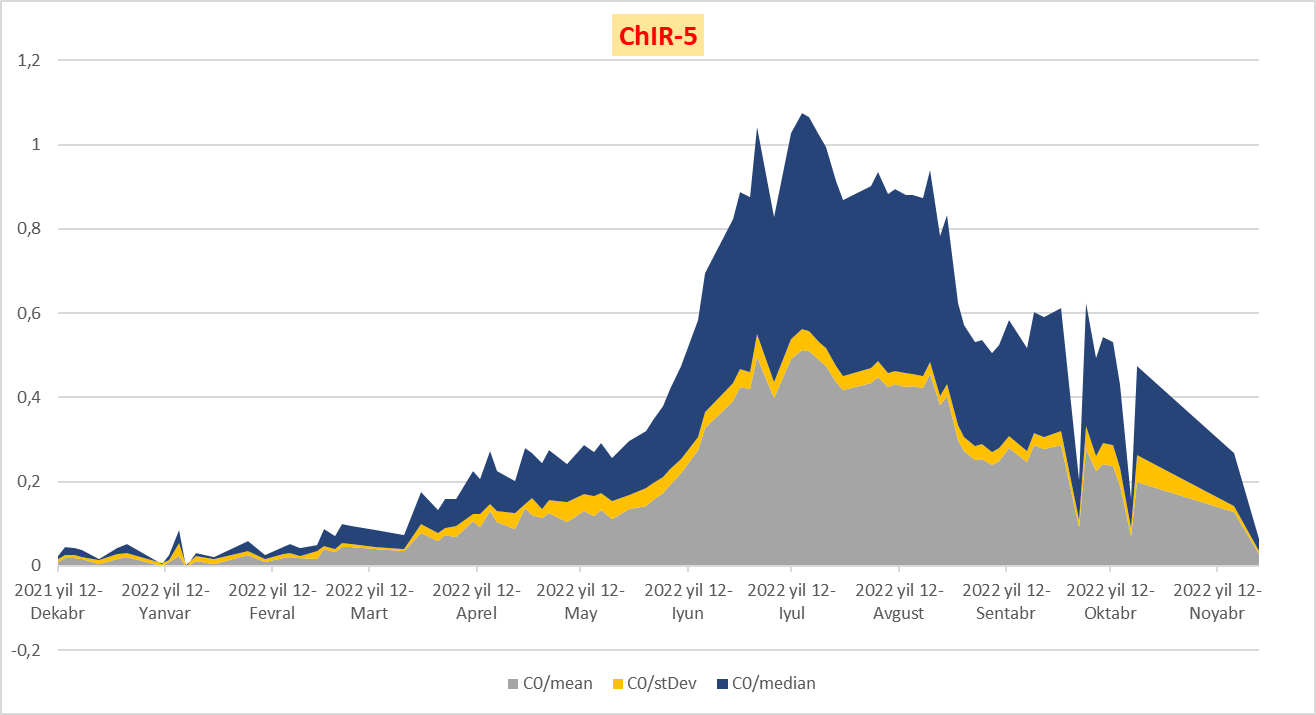 ChIR-5
1,2
1
0,8
0,6
0,4
0,2
0
-0,2
2021 yil 12-
Dekabr
2022 yil 12-
Yanvar
2022 yil 12-
Fevral
2022 yil 12-
Mart
2022 yil 12-
Aprel
2022 yil 12-
May
2022 yil 12-
Iyun
2022 yil 12-
Iyul
2022 yil 12-
Avgust
2022 yil 12-
Sentabr
2022 yil 12-
Oktabr
2022 yil 12-
Noyabr
C0/mean C0/stDev C0/median